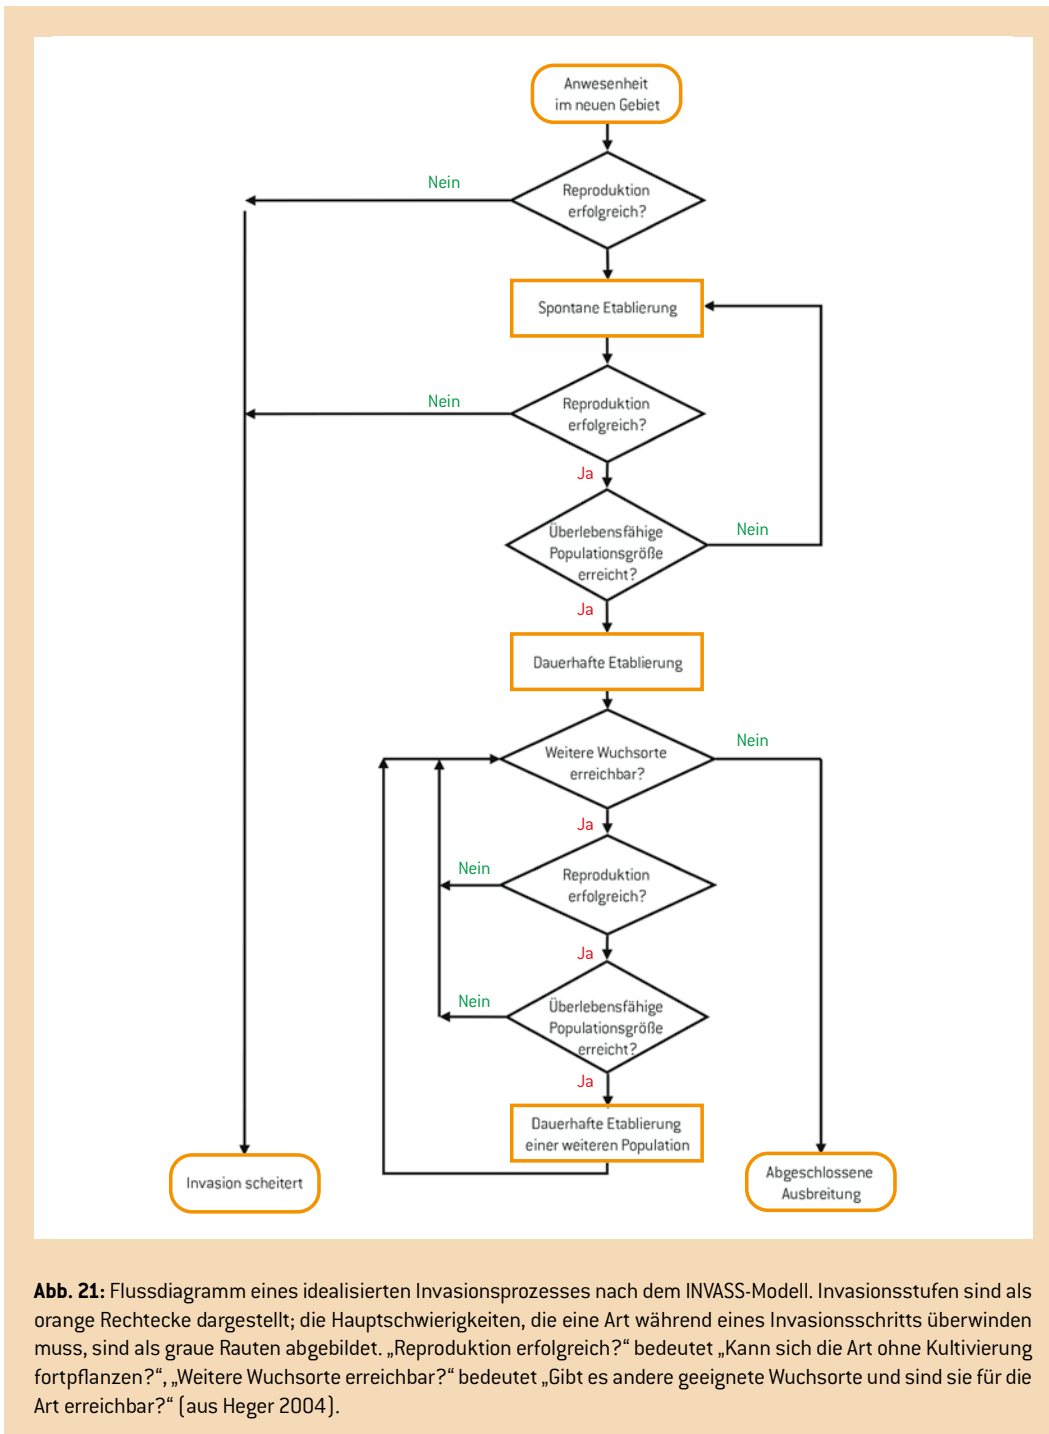 Anwesenheit
im neuen Gebiet
Nein
Reproduktion
erfolgreich?
Spontane Etablierung
Nein
Reproduktion
erfolgreich?
Ja
Überlebensfähige
Populationsgröße
erreicht?
Nein
Ja
Dauerhafte Etablierung
Weitere Wuchsorte
erreichbar?
Nein
Ja
Nein
Reproduktion
erfolgreich?
Ja
Nein
Überlebensfähige
Populationsgröße
erreicht?
Ja
Dauerhafte Etablierung
einer weiteren Population
Invasion scheitert
Abgeschlossene
Ausbreitung
Abb. 21: Flussdiagramm eines idealisierten Invasionsprozesses nach dem INVASS-Modell. Invasionsstufen sind als
orange Rechtecke dargestellt; die Hauptschwierigkeiten, die eine Art während eines Invasionsschritts überwinden
muss, sind als graue Rauten abgebildet. „Reproduktion erfolgreich?“ bedeutet „Kann sich die Art ohne Kultivierung
fortpflanzen?“, „Weitere Wuchsorte erreichbar?“ bedeutet „Gibt es andere geeignete Wuchsorte und sind sie für die
Art erreichbar?“ (aus Heger 2004).